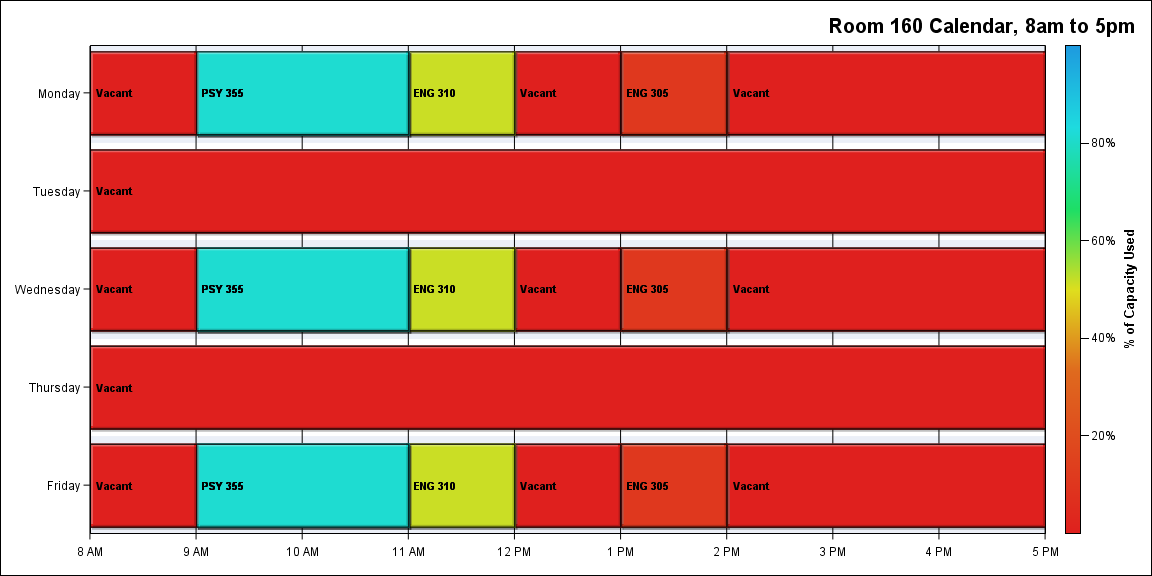 Room 160 Calendar, 8am to 5pm
Monday
Vacant
PSY 355
ENG 310
Vacant
ENG 305
Vacant
Tuesday
Vacant
Wednesday
Vacant
PSY 355
ENG 310
Vacant
ENG 305
Vacant
Thursday
Vacant
Friday
Vacant
PSY 355
ENG 310
Vacant
ENG 305
Vacant
8 AM
9 AM
10 AM
11 AM
12 PM
1 PM
2 PM
3 PM
4 PM
5 PM
80%
60%
40%
20%
% of Capacity Used